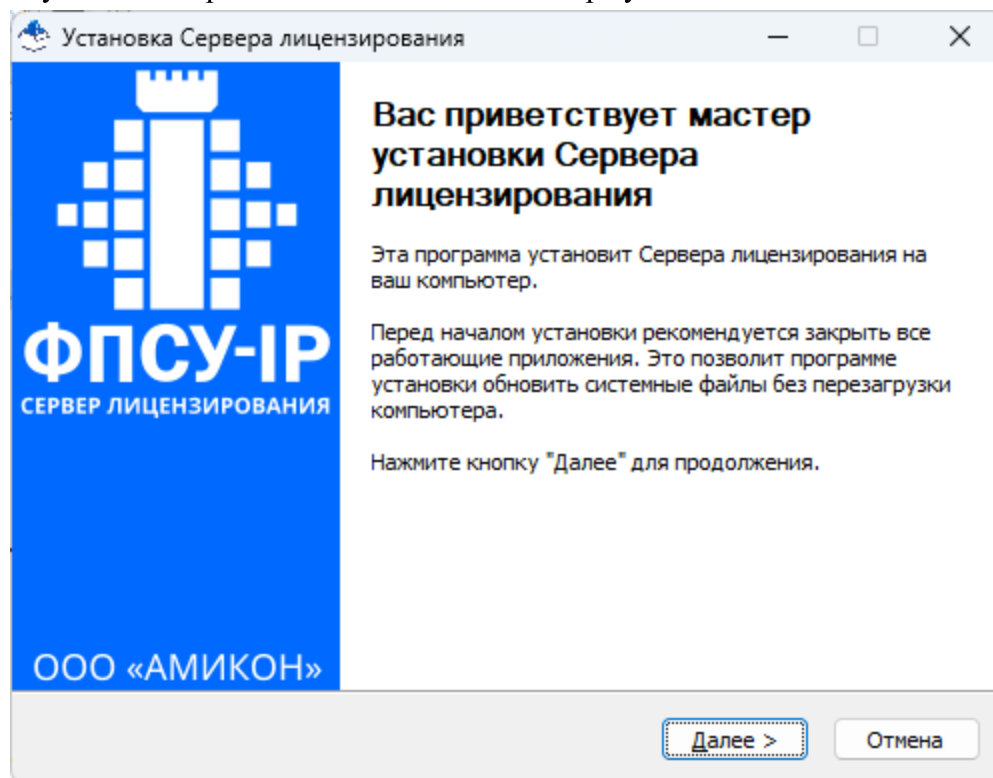 Установка Сервера лицензирования
ФПСУ-IP
СЕРВЕР ЛИЦЕНЗИРОВАНИЯ
ООО «АМИКОН»
Вас приветствует мастер
установки Сервера
лицензирования
Эта программа установит Сервера лицензирования на
ваш компьютер.
Перед началом установки рекомендуется закрыть все
работающие приложения. Это позволит программе
установки обновить системные файлы без перезагрузки
компьютера.
Нажмите кнопку "Далее" для продолжения.
Далее >
Отмена